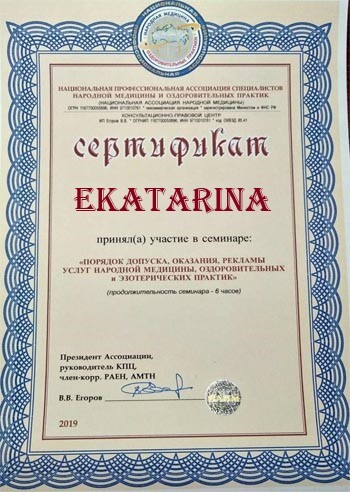 НАРОДНАЯ МЕДИЦИНА
НАЦИОНАЛЬНАЯ ПРОФЕССИОНАЛЬНАЯ АССОЦИАЦИЯ СПЕЦИАЛИСТОВ
НАРОДНОЙ МЕДИЦИНЫ И ОЗДОРОВИТЕЛЬНЫХ ПРАКТИК
(НАЦИОНАЛЬНАЯ АССОЦИАЦИЯ НАРОДНОЙ МЕДИЦИНЫ)
КОНСУЛЬТАЦИОННО-ПРАВОВОЙ ЦЕНТР
сертификат
EKATARINA
принял(а) участие в семинаре:
«ПОРЯДОК ДОПУСКА, ОКАЗАНИЯ, РЕКЛАМЫ
УСЛУГ НАРОДНОЙ МЕДИЦИНЫ, ОЗДОРОВИТЕЛЬНЫХ
и ЭЗОТЕРИЧЕСКИХ ПРАКТИК»
(продолжительность семинара - 6 часов)
Президент Ассоциации,
руководитель КПЦ,
член-корр. РАЕН, АМТН
В.В. Егоров
2019